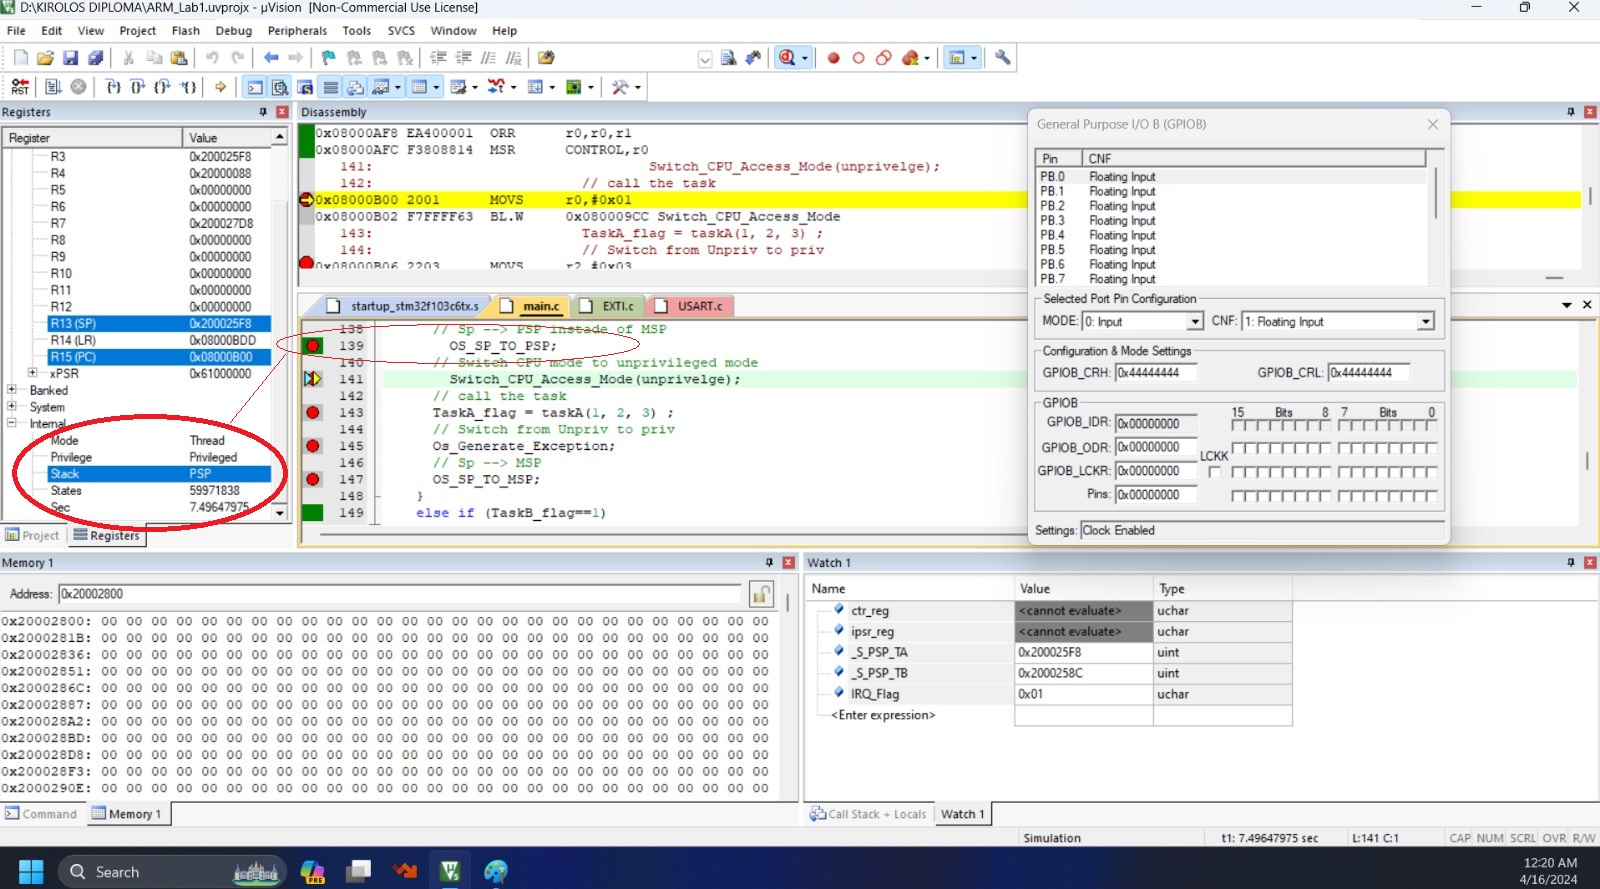 D:\KIROLOS DIPLOMA\ARM_Lab1.uvprojx - µVision [Non-Commercial Use License]
File Edit View Project Flash Debug Peripherals Tools SVCS Window Help
RST
Registers
Register Value
R3 0x200025F8
R4 0x20000088
R5 0x00000000
R6 0x00000000
R7 0x200027D8
R8 0x00000000
R9 0x00000000
R10 0x00000000
R11 0x00000000
R12 0x00000000
R13 (SP) 0x200025F8
R14 (LR) 0x08000BDD
R15 (PC) 0x08000B00
xPSR 0x61000000
Banked
System
Internal
Mode Thread
Privilege Privileged
Stack PSP
States 59971838
Sec 7.49647975
Project Registers
Disassembly
0x08000AF8 EA400001 ORR r0,r0,r1
0x08000AFC F3808814 MSR CONTROL,r0
141: Switch_CPU_Access_Mode(unprivelge);
142: // call the task
0x08000B00 2001 MOVS r0,#0x01
0x08000B02 F7FFFF63 BL.W 0x080009CC Switch_CPU_Access_Mode
143: TaskA_flag = taskA(1, 2, 3) ;
144: // Switch from Unpriv to priv
0x08000B06 2203 MOVS r2,#0x03
startup_stm32f103c6tx.s main.c EXTI.c USART.c
138 // Sp --> PSP instade of MSP
139 OS_SP_TO_PSP;
140 // Switch CPU mode to unprivileged mode
141 Switch_CPU_Access_Mode(unprivelge);
142 // call the task
143 TaskA_flag = taskA(1, 2, 3) ;
144 // Switch from Unpriv to priv
145 Os_Generate_Exception;
146 // Sp --> MSP
147 OS_SP_TO_MSP;
148 }
149 else if (TaskB_flag==1)
General Purpose I/O B (GPIOB)
Pin CNF
PB.0 Floating Input
PB.1 Floating Input
PB.2 Floating Input
PB.3 Floating Input
PB.4 Floating Input
PB.5 Floating Input
PB.6 Floating Input
PB.7 Floating Input
Selected Port Pin Configuration
MODE: 0: Input CNF: 1: Floating Input
Configuration & Mode Settings
GPIOB_CRH: 0x44444444 GPIOB_CRL: 0x44444444
GPIOB
15 Bits 8 7 Bits 0
GPIOB_IDR: 0x00000000
GPIOB_ODR: 0x00000000
LCKK
GPIOB_LCKR: 0x00000000
Pins: 0x00000000
Settings: Clock Enabled
Memory 1
Address: 0x20002800
0x20002800: 00 00 00 00 00 00 00 00 00 00 00 00 00 00 00 00 00 00 00 00 00 00 00 00 00 00 00
0x2000281B: 00 00 00 00 00 00 00 00 00 00 00 00 00 00 00 00 00 00 00 00 00 00 00 00 00 00 00
0x20002836: 00 00 00 00 00 00 00 00 00 00 00 00 00 00 00 00 00 00 00 00 00 00 00 00 00 00 00
0x20002851: 00 00 00 00 00 00 00 00 00 00 00 00 00 00 00 00 00 00 00 00 00 00 00 00 00 00 00
0x2000286C: 00 00 00 00 00 00 00 00 00 00 00 00 00 00 00 00 00 00 00 00 00 00 00 00 00 00 00
0x20002887: 00 00 00 00 00 00 00 00 00 00 00 00 00 00 00 00 00 00 00 00 00 00 00 00 00 00 00
0x200028A2: 00 00 00 00 00 00 00 00 00 00 00 00 00 00 00 00 00 00 00 00 00 00 00 00 00 00 00
0x200028BD: 00 00 00 00 00 00 00 00 00 00 00 00 00 00 00 00 00 00 00 00 00 00 00 00 00 00 00
0x200028D8: 00 00 00 00 00 00 00 00 00 00 00 00 00 00 00 00 00 00 00 00 00 00 00 00 00 00 00
0x200028F3: 00 00 00 00 00 00 00 00 00 00 00 00 00 00 00 00 00 00 00 00 00 00 00 00 00 00 00
0x2000290E: 00 00 00 00 00 00 00 00 00 00 00 00 00 00 00 00 00 00 00 00 00 00 00 00 00 00 00
Command Memory 1
Watch 1
Name Value Type
ctr_reg <cannot evaluate> uchar
ipsr_reg <cannot evaluate> uchar
_S_PSP_TA 0x200025F8 uint
_S_PSP_TB 0x2000258C uint
IRQ_Flag 0x01 uchar
<Enter expression>
Call Stack + Locals Watch 1
Simulation t1: 7.49647975 sec L:141 C:1 CAP NUM SCRL OVR R/W
Search
PRE
12:20 AM
4/16/2024